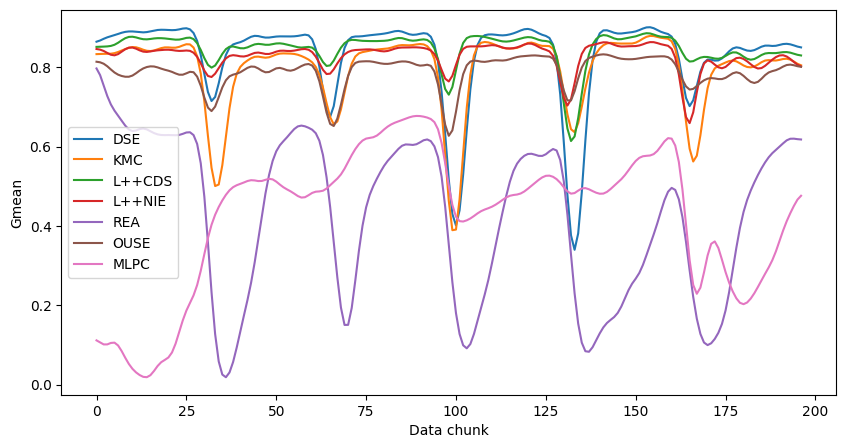 Gmean
0.8
0.6
0.4
0.2
0.0
DSE
KMC
L++CDS
L++NIE
REA
OUSE
MLPC
0 25 50 75 100 125 150 175 200
Data chunk